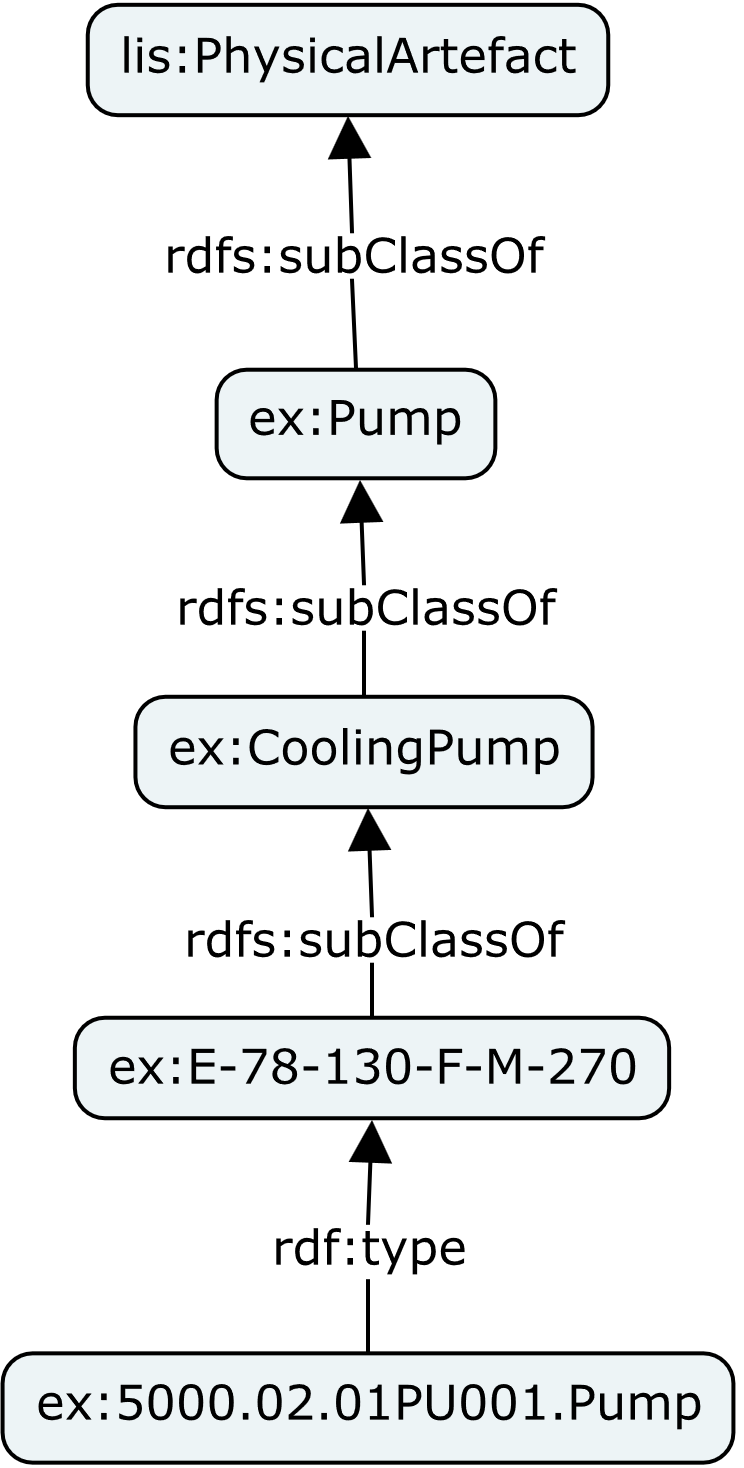 lis:PhysicalArtefact
rdfs:subClassOf
ex:Pump
rdfs:subClassOf
ex:CoolingPump
rdfs:subClassOf
ex:E-78-130-F-M-270
rdf:type
ex:5000.02.01PU001.Pump